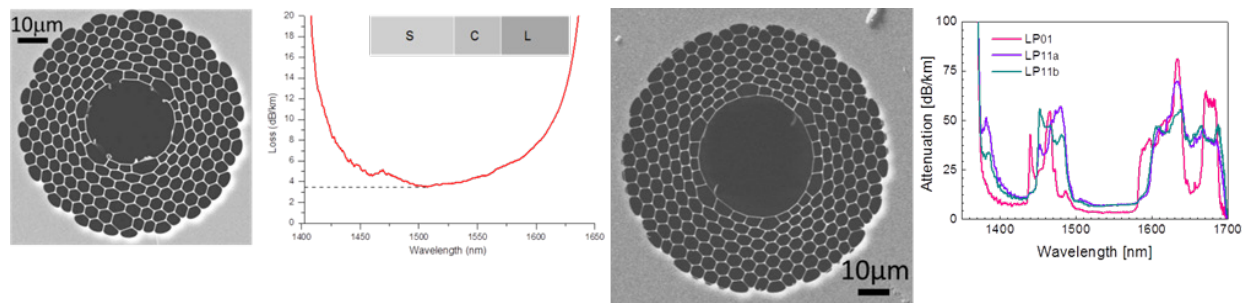 10μm
20
18
16
14
12
10
8
6
4
2
0
Loss (dB/km)
S C L
1400 1450 1500 1550 1600 1650
Wavelength (nm)
10μm
100
75
50
25
0
Attenuation [dB/km]
LP01
LP11a
LP11b
1400 1500 1600 1700
Wavelength [nm]